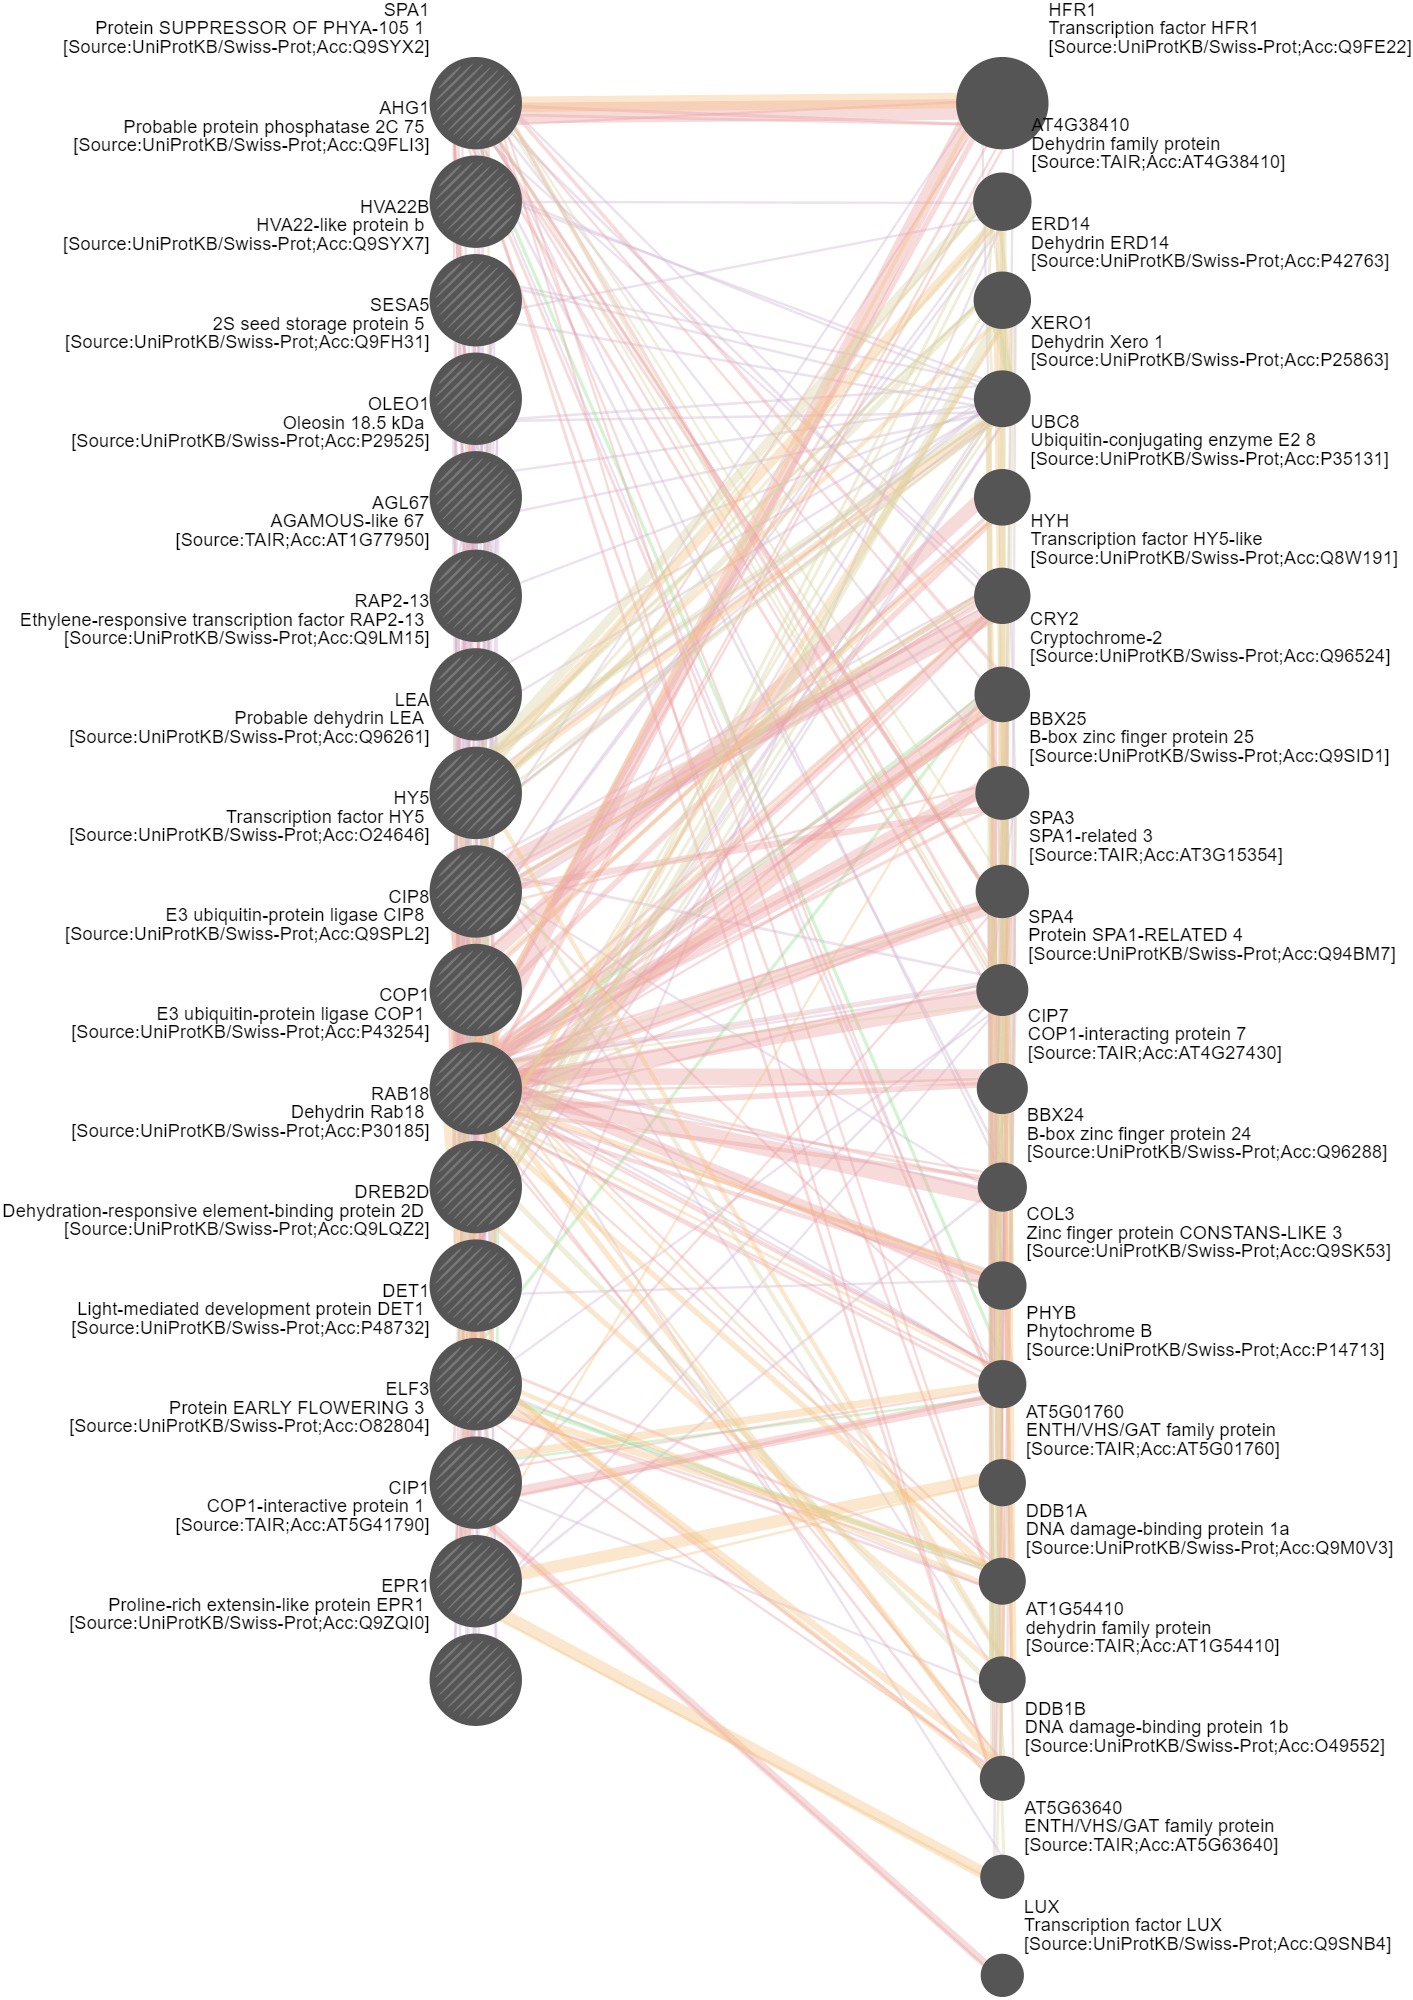 SPA1
Protein SUPPRESSOR OF PHYA-105 1
[Source:UniProtKB/Swiss-Prot;Acc:Q9SYX2]
AHG1
Probable protein phosphatase 2C 75
[Source:UniProtKB/Swiss-Prot;Acc:Q9FLI3]
HVA22B
HVA22-like protein b
[Source:UniProtKB/Swiss-Prot;Acc:Q9SYX7]
SESA5
2S seed storage protein 5
[Source:UniProtKB/Swiss-Prot;Acc:Q9FH31]
OLEO1
Oleosin 18.5 kDa
[Source:UniProtKB/Swiss-Prot;Acc:P29525]
AGL67
AGAMOUS-like 67
[Source:TAIR;Acc:AT1G77950]
RAP2-13
Ethylene-responsive transcription factor RAP2-13
[Source:UniProtKB/Swiss-Prot;Acc:Q9LM15]
LEA
Probable dehydrin LEA
[Source:UniProtKB/Swiss-Prot;Acc:Q96261]
HY5
Transcription factor HY5
[Source:UniProtKB/Swiss-Prot;Acc:O24646]
CIP8
E3 ubiquitin-protein ligase CIP8
[Source:UniProtKB/Swiss-Prot;Acc:Q9SPL2]
COP1
E3 ubiquitin-protein ligase COP1
[Source:UniProtKB/Swiss-Prot;Acc:P43254]
RAB18
Dehydrin Rab18
[Source:UniProtKB/Swiss-Prot;Acc:P30185]
DREB2D
Dehydration-responsive element-binding protein 2D
[Source:UniProtKB/Swiss-Prot;Acc:Q9LQZ2]
DET1
Light-mediated development protein DET1
[Source:UniProtKB/Swiss-Prot;Acc:P48732]
ELF3
Protein EARLY FLOWERING 3
[Source:UniProtKB/Swiss-Prot;Acc:O82804]
CIP1
COP1-interactive protein 1
[Source:TAIR;Acc:AT5G41790]
EPR1
Proline-rich extensin-like protein EPR1
[Source:UniProtKB/Swiss-Prot;Acc:Q9ZQI0]
HFR1
Transcription factor HFR1
[Source:UniProtKB/Swiss-Prot;Acc:Q9FE22]
AT4G38410
Dehydrin family protein
[Source:TAIR;Acc:AT4G38410]
ERD14
Dehydrin ERD14
[Source:UniProtKB/Swiss-Prot;Acc:P42763]
XERO1
Dehydrin Xero 1
[Source:UniProtKB/Swiss-Prot;Acc:P25863]
UBC8
Ubiquitin-conjugating enzyme E2 8
[Source:UniProtKB/Swiss-Prot;Acc:P35131]
HYH
Transcription factor HY5-like
[Source:UniProtKB/Swiss-Prot;Acc:Q8W191]
CRY2
Cryptochrome-2
[Source:UniProtKB/Swiss-Prot;Acc:Q96524]
BBX25
B-box zinc finger protein 25
[Source:UniProtKB/Swiss-Prot;Acc:Q9SID1]
SPA3
SPA1-related 3
[Source:TAIR;Acc:AT3G15354]
SPA4
Protein SPA1-RELATED 4
[Source:UniProtKB/Swiss-Prot;Acc:Q94BM7]
CIP7
COP1-interacting protein 7
[Source:TAIR;Acc:AT4G27430]
BBX24
B-box zinc finger protein 24
[Source:UniProtKB/Swiss-Prot;Acc:Q96288]
COL3
Zinc finger protein CONSTANS-LIKE 3
[Source:UniProtKB/Swiss-Prot;Acc:Q9SK53]
PHYB
Phytochrome B
[Source:UniProtKB/Swiss-Prot;Acc:P14713]
AT5G01760
ENTH/VHS/GAT family protein
[Source:TAIR;Acc:AT5G01760]
DDB1A
DNA damage-binding protein 1a
[Source:UniProtKB/Swiss-Prot;Acc:Q9M0V3]
AT1G54410
dehydrin family protein
[Source:TAIR;Acc:AT1G54410]
DDB1B
DNA damage-binding protein 1b
[Source:UniProtKB/Swiss-Prot;Acc:O49552]
AT5G63640
ENTH/VHS/GAT family protein
[Source:TAIR;Acc:AT5G63640]
LUX
Transcription factor LUX
[Source:UniProtKB/Swiss-Prot;Acc:Q9SNB4]